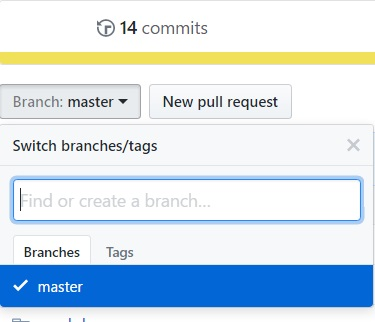 14 commits
Branch: master
New pull request
Switch branches/tags
Find or create a branch...
Branches
Tags
master